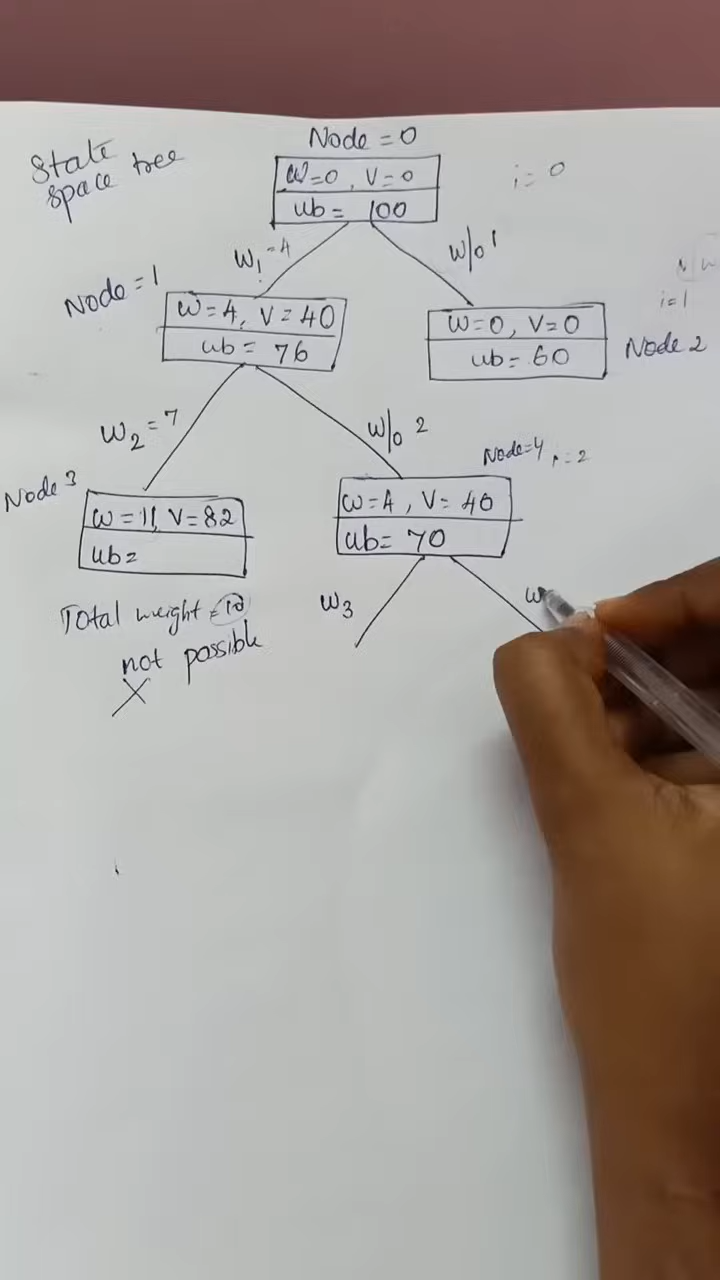 State
space tree
Node = 0
W=0, V=0
ub= 100
i= 0
W1=4
W/o 1
i=1
Node=1
W=4, V=40
ub= 76
W=0, V=0
ub= 60
Node 2
W2=7
W/o 2
Node=4, i=2
Node 3
W=11, V=82
ub=
W=4, V=40
ub= 70
Total weight =10
not possible
X
W3
W